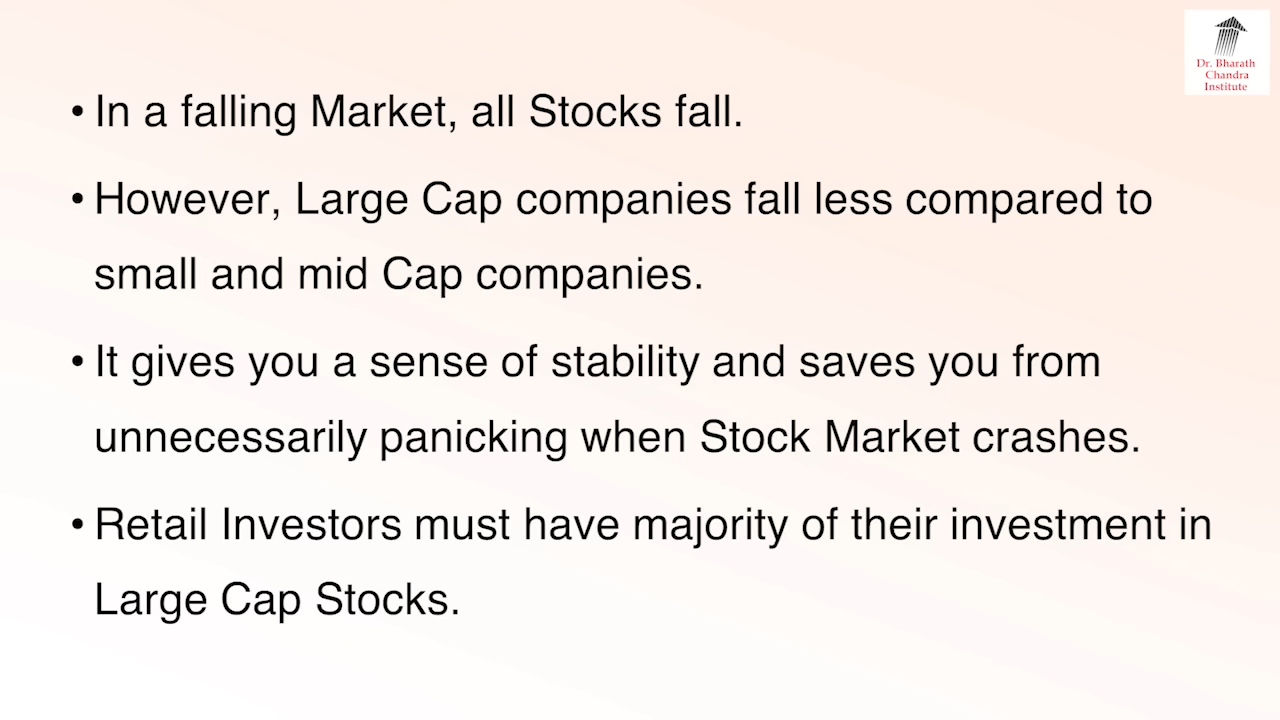 Dr. Bharath
Chandra
Institute
• In a falling Market, all Stocks fall.
• However, Large Cap companies fall less compared to
small and mid Cap companies.
• It gives you a sense of stability and saves you from
unnecessarily panicking when Stock Market crashes.
• Retail Investors must have majority of their investment in
Large Cap Stocks.